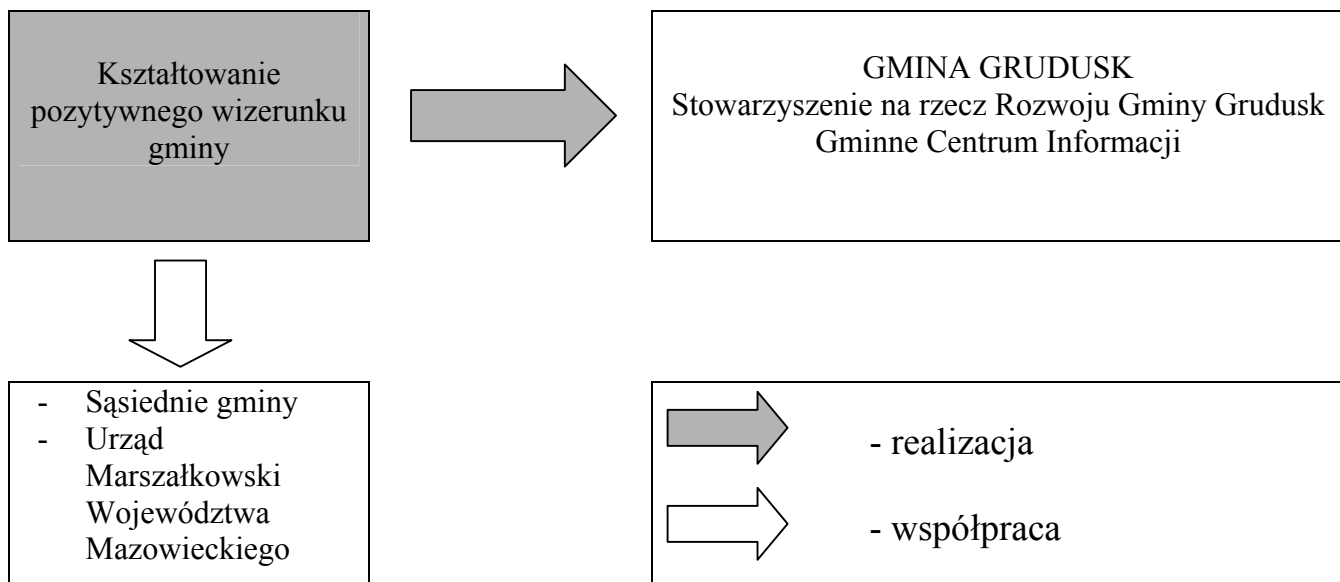 Kształtowanie
pozytywnego wizerunku
gminy
GMINA GRUDUSK
Stowarzyszenie na rzecz Rozwoju Gminy Grudusk
Gminne Centrum Informacji
- Sąsiednie gminy
- Urząd
Marszałkowski
Województwa
Mazowieckiego
- realizacja
- współpraca